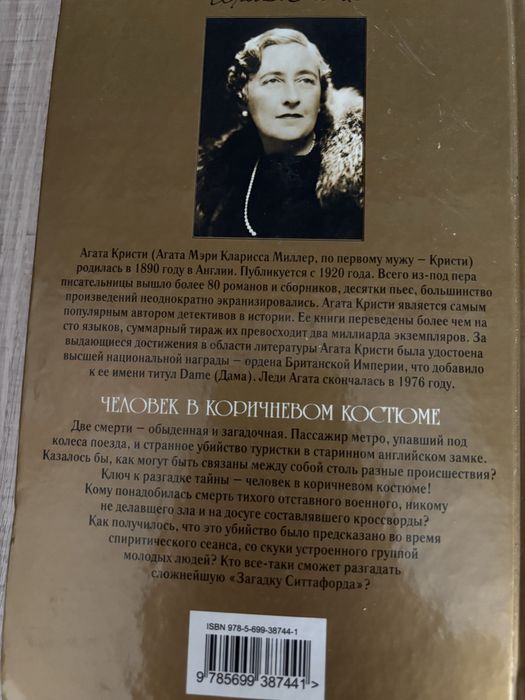 Агата Кристи (Агата Мэри Кларисса Миллер, по первому мужу – Кристи)
родилась в 1890 году в Англии. Публикуется с 1920 года. Всего из-под пера
писательницы вышло более 80 романов и сборников, десятки пьес, большинство
произведений неоднократно экранизировались. Агата Кристи является самым
популярным автором детективов в истории. Ее книги переведены более чем на
сто языков, суммарный тираж их превосходит два миллиарда экземпляров. За
выдающиеся достижения в области литературы Агата Кристи была удостоена
высшей национальной награды – ордена Британской Империи, что добавило
к ее имени титул Dame (Дама). Леди Агата скончалась в 1976 году.
ЧЕЛОВЕК В КОРИЧНЕВОМ КОСТЮМЕ
Две смерти – обыденная и загадочная. Пассажир метро, упавший под
колеса поезда, и странное убийство туристки в старинном английском замке.
Казалось бы, как могут быть связаны между собой столь разные происшествия?
Ключ к разгадке тайны – человек в коричневом костюме!
Кому понадобилась смерть тихого отставного военного, никому
не делавшего зла и на досуге составлявшего кроссворды?
Как получилось, что это убийство было предсказано во время
спиритического сеанса, со скуки устроенного группой
молодых людей? Кто все-таки сможет разгадать
сложнейшую «Загадку Ситтафорда»?
ISBN 978-5-699-38744-1
9 785699 387441 >